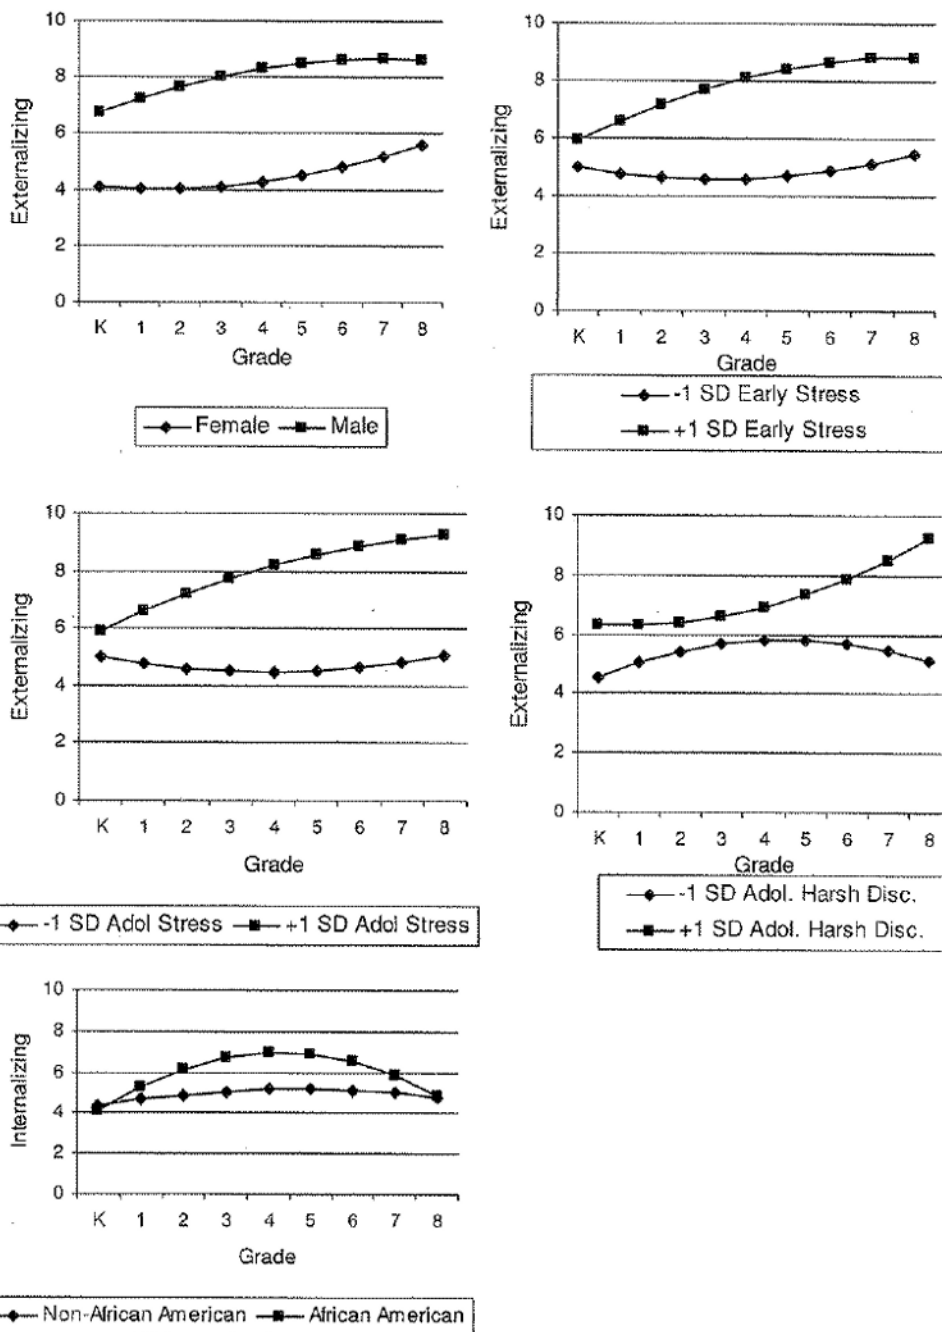 10
8
6
4
2
0
Externalizing
K 1 2 3 4 5 6 7 8
Grade
Female Male
10
8
6
4
2
0
Externalizing
K 1 2 3 4 5 6 7 8
Grade
-1 SD Early Stress
+1 SD Early Stress
10
8
6
4
2
0
Externalizing
K 1 2 3 4 5 6 7 8
Grade
-1 SD Adol Stress +1 SD Adol Stress
10
8
6
4
2
0
Externalizing
K 1 2 3 4 5 6 7 8
Grade
-1 SD Adol. Harsh Disc.
+1 SD Adol. Harsh Disc.
10
8
6
4
2
0
Internalizing
K 1 2 3 4 5 6 7 8
Grade
Non-African American African American